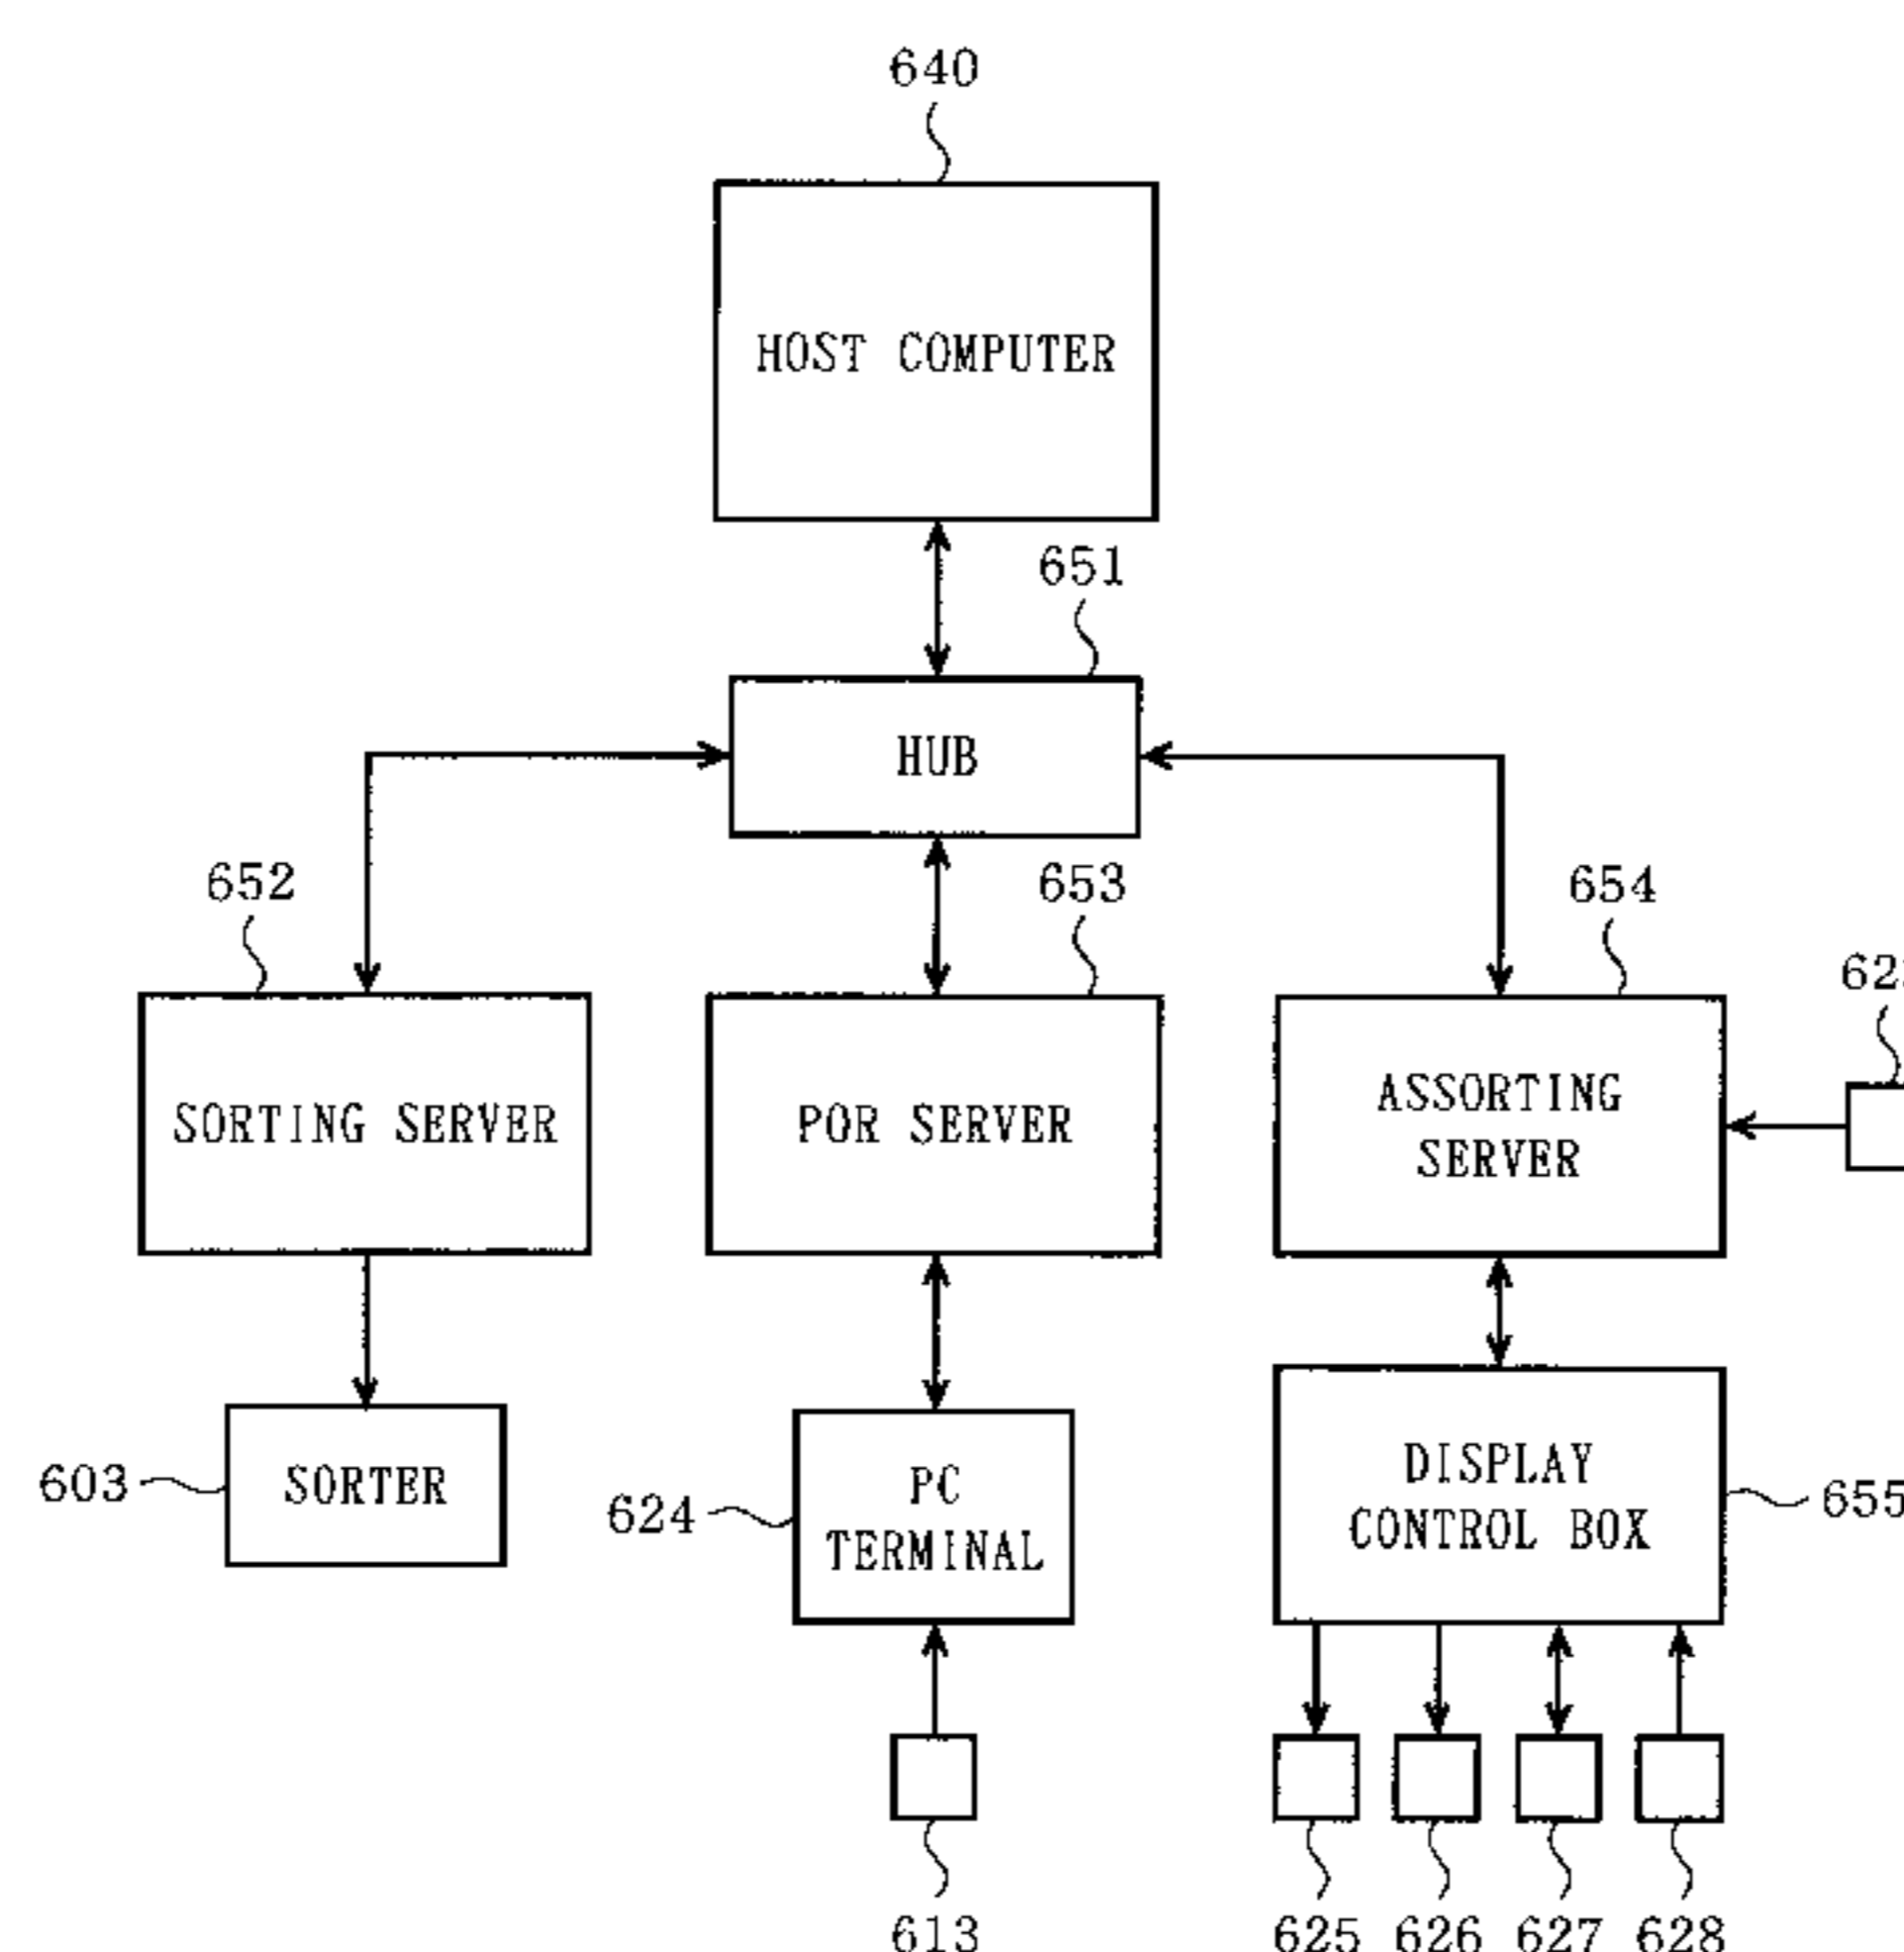 640
HOST COMPUTER
651
HUB
652
653
654
SORTING SERVER
POR SERVER
ASSORTING
SERVER
603
SORTER
624
PC
TERMINAL
DISPLAY
CONTROL BOX
655
613
625
626
627
628